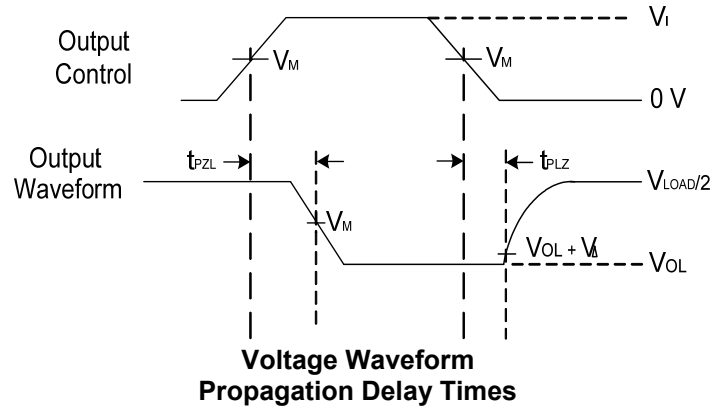 Output
Control
VM
VM
VI
0 V
Output
Waveform
tPZL
tPLZ
VLOAD/2
VM
VOL + VΔ
VOL
Voltage Waveform
Propagation Delay Times